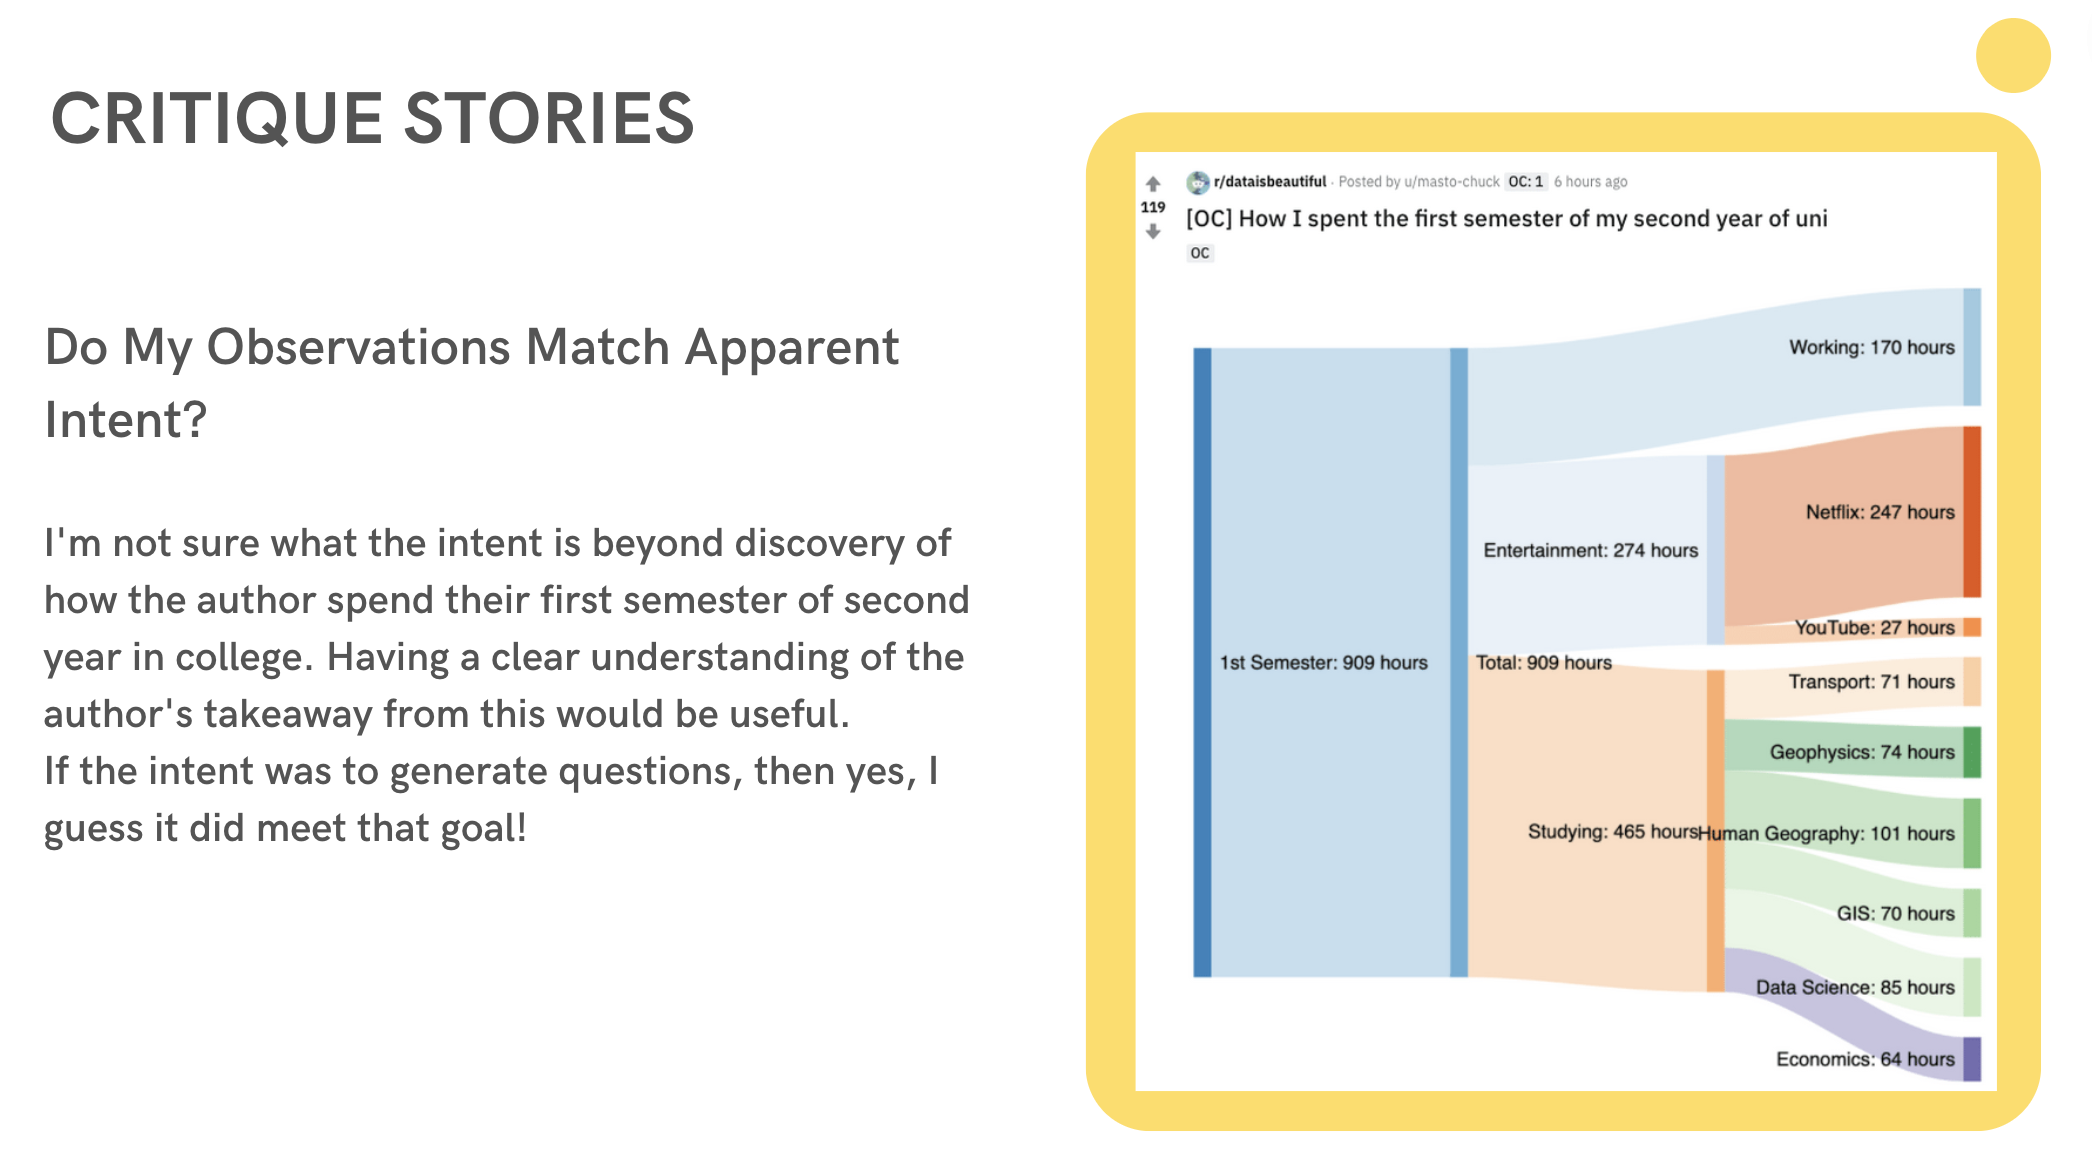 CRITIQUE STORIES
Do My Observations Match Apparent
Intent?
I'm not sure what the intent is beyond discovery of
how the author spend their first semester of second
year in college. Having a clear understanding of the
author's takeaway from this would be useful.
If the intent was to generate questions, then yes, I
guess it did meet that goal!
r/dataisbeautiful · Posted by u/masto-chuck OC: 1 6 hours ago
119
[OC] How I spent the first semester of my second year of uni
OC
Working: 170 hours
Netflix: 247 hours
Entertainment: 274 hours
YouTube: 27 hours
1st Semester: 909 hours
Total: 909 hours
Transport: 71 hours
Geophysics: 74 hours
Studying: 465 hours
Human Geography: 101 hours
GIS: 70 hours
Data Science: 85 hours
Economics: 64 hours